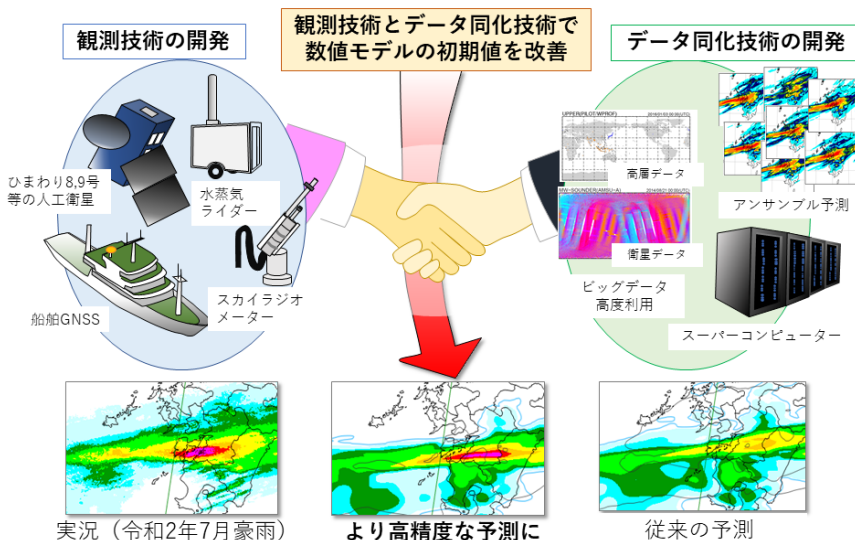 観測技術の開発
観測技術とデータ同化技術で
数値モデルの初期値を改善
データ同化技術の開発
ひまわり8,9号
等の人工衛星
水蒸気
ライダー
船舶GNSS
スカイラジオ
メーター
UPPER(PILOT/WPROF)
高層データ
MW-SOUNDER(AMSU-A)
衛星データ
ビッグデータ
高度利用
アンサンブル予測
スーパーコンピューター
実況（令和2年7月豪雨）
より高精度な予測に
従来の予測